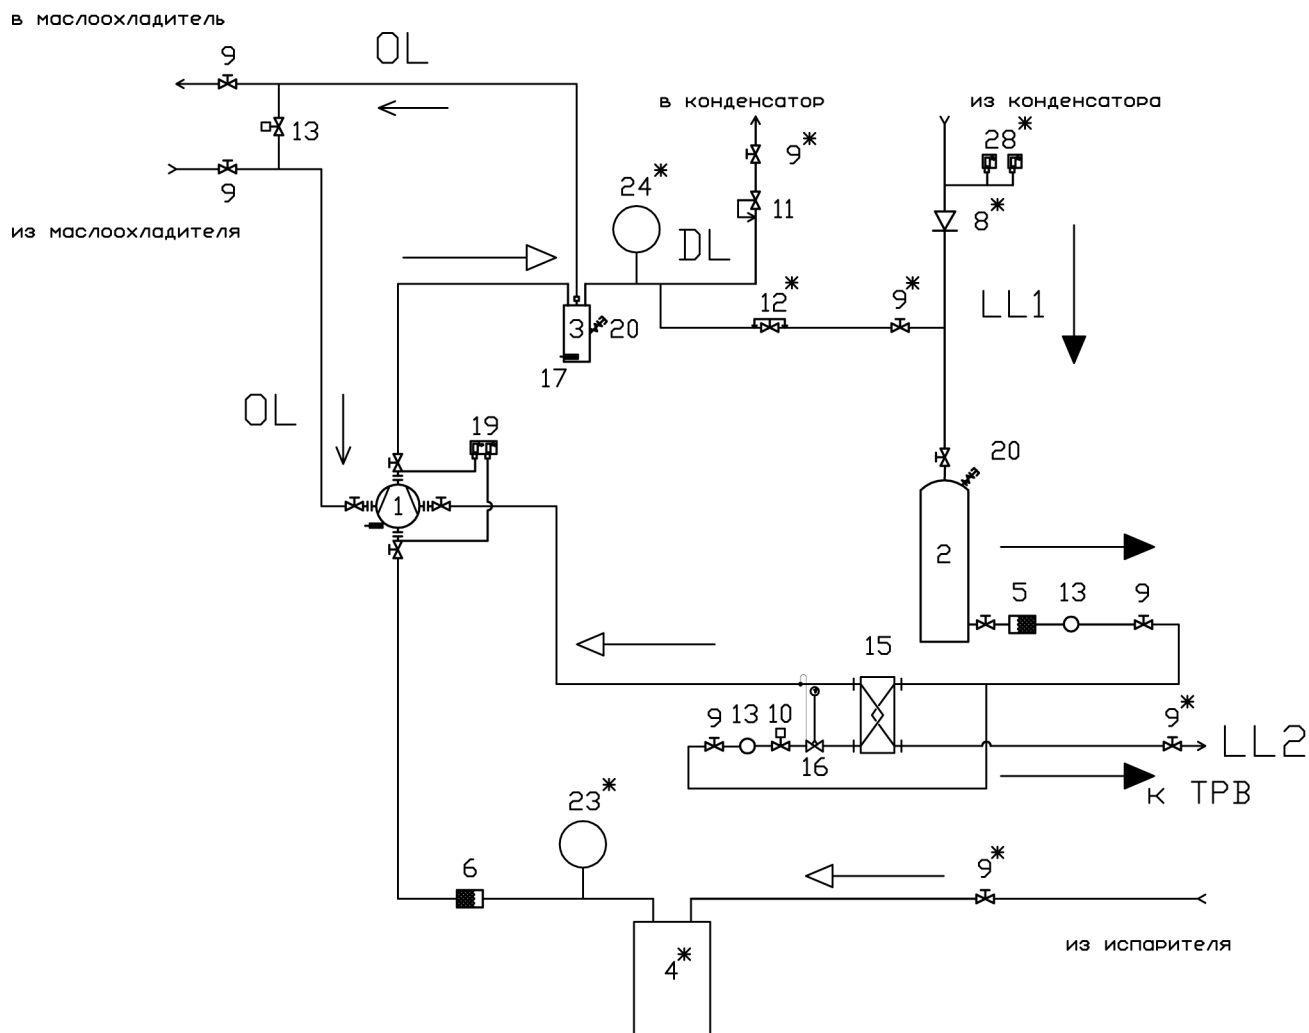 в маслоохладитель
OL
9
в конденсатор
из конденсатора
13
9*
28*
9
24*
11
8*
из маслоохладителя
DL
12*
9*
LL1
3
20
17
OL
19
20
1
2
5
13
9
15
9
13
10
9*
LL2
16
23*
к ТРВ
6
9*
из испарителя
4*